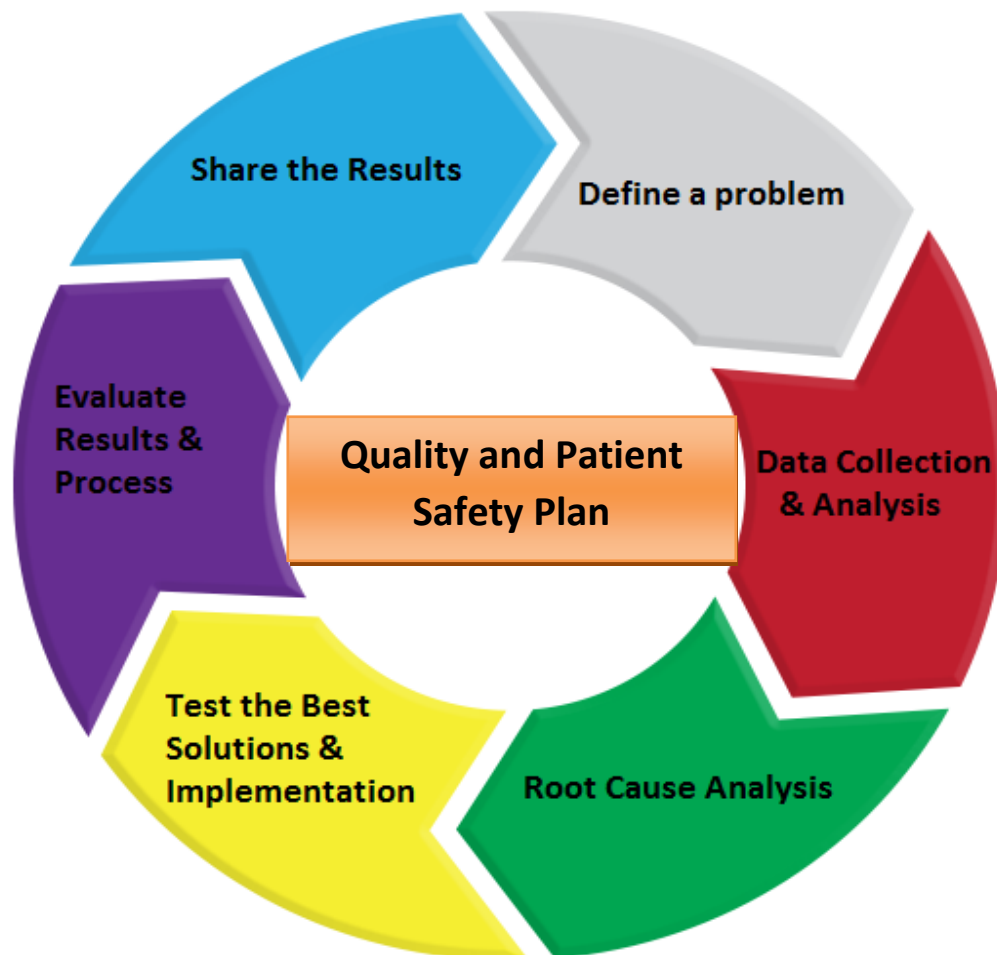 Share the Results
Define a problem
Data Collection
& Analysis
Root Cause Analysis
Test the Best
Solutions &
Implementation
Evaluate
Results &
Process
Quality and Patient
Safety Plan